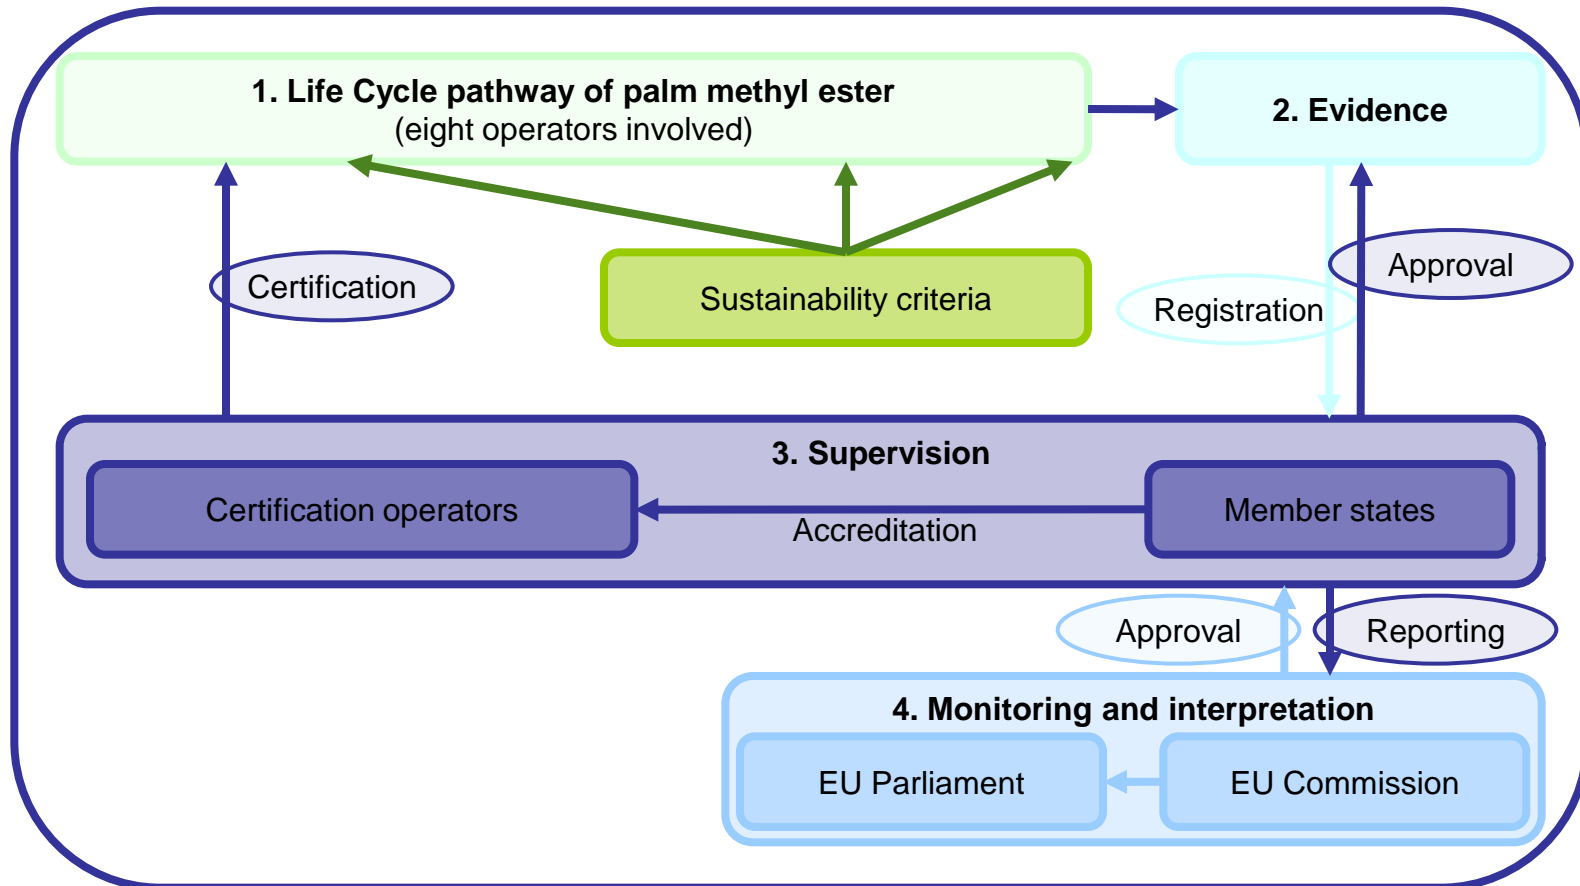 1. Life Cycle pathway of palm methyl ester
(eight operators involved)
2. Evidence
Certification
Sustainability criteria
Registration
Approval
3. Supervision
Certification operators
Accreditation
Member states
Approval
Reporting
4. Monitoring and interpretation
EU Parliament
EU Commission